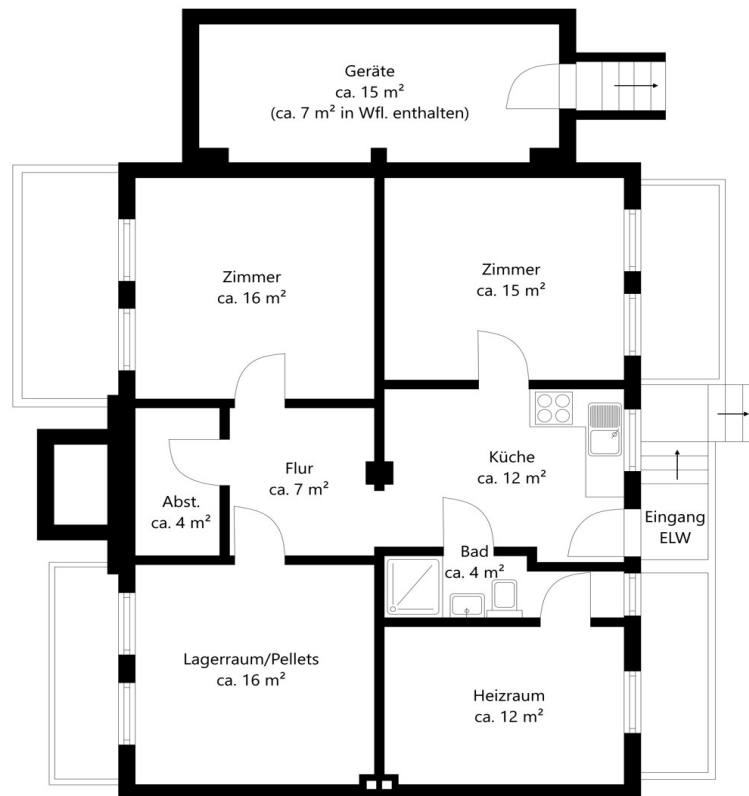 Geräte
ca. 15 m²
(ca. 7 m² in Wfl. enthalten)
Zimmer
ca. 16 m²
Zimmer
ca. 15 m²
Flur
ca. 7 m²
Küche
ca. 12 m²
Abst.
ca. 4 m²
Eingang
ELW
Bad
ca. 4 m²
Lagerraum/Pellets
ca. 16 m²
Heizraum
ca. 12 m²